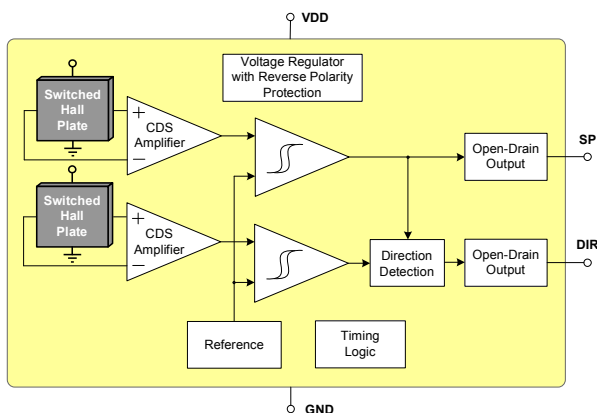 VDD
Voltage Regulator
with Reverse Polarity
Protection
Switched
Hall
Plate
+
−
CDS
Amplifier
Open-Drain
Output
SP
Switched
Hall
Plate
+
−
CDS
Amplifier
Direction
Detection
Open-Drain
Output
DIR
Reference
Timing
Logic
GND